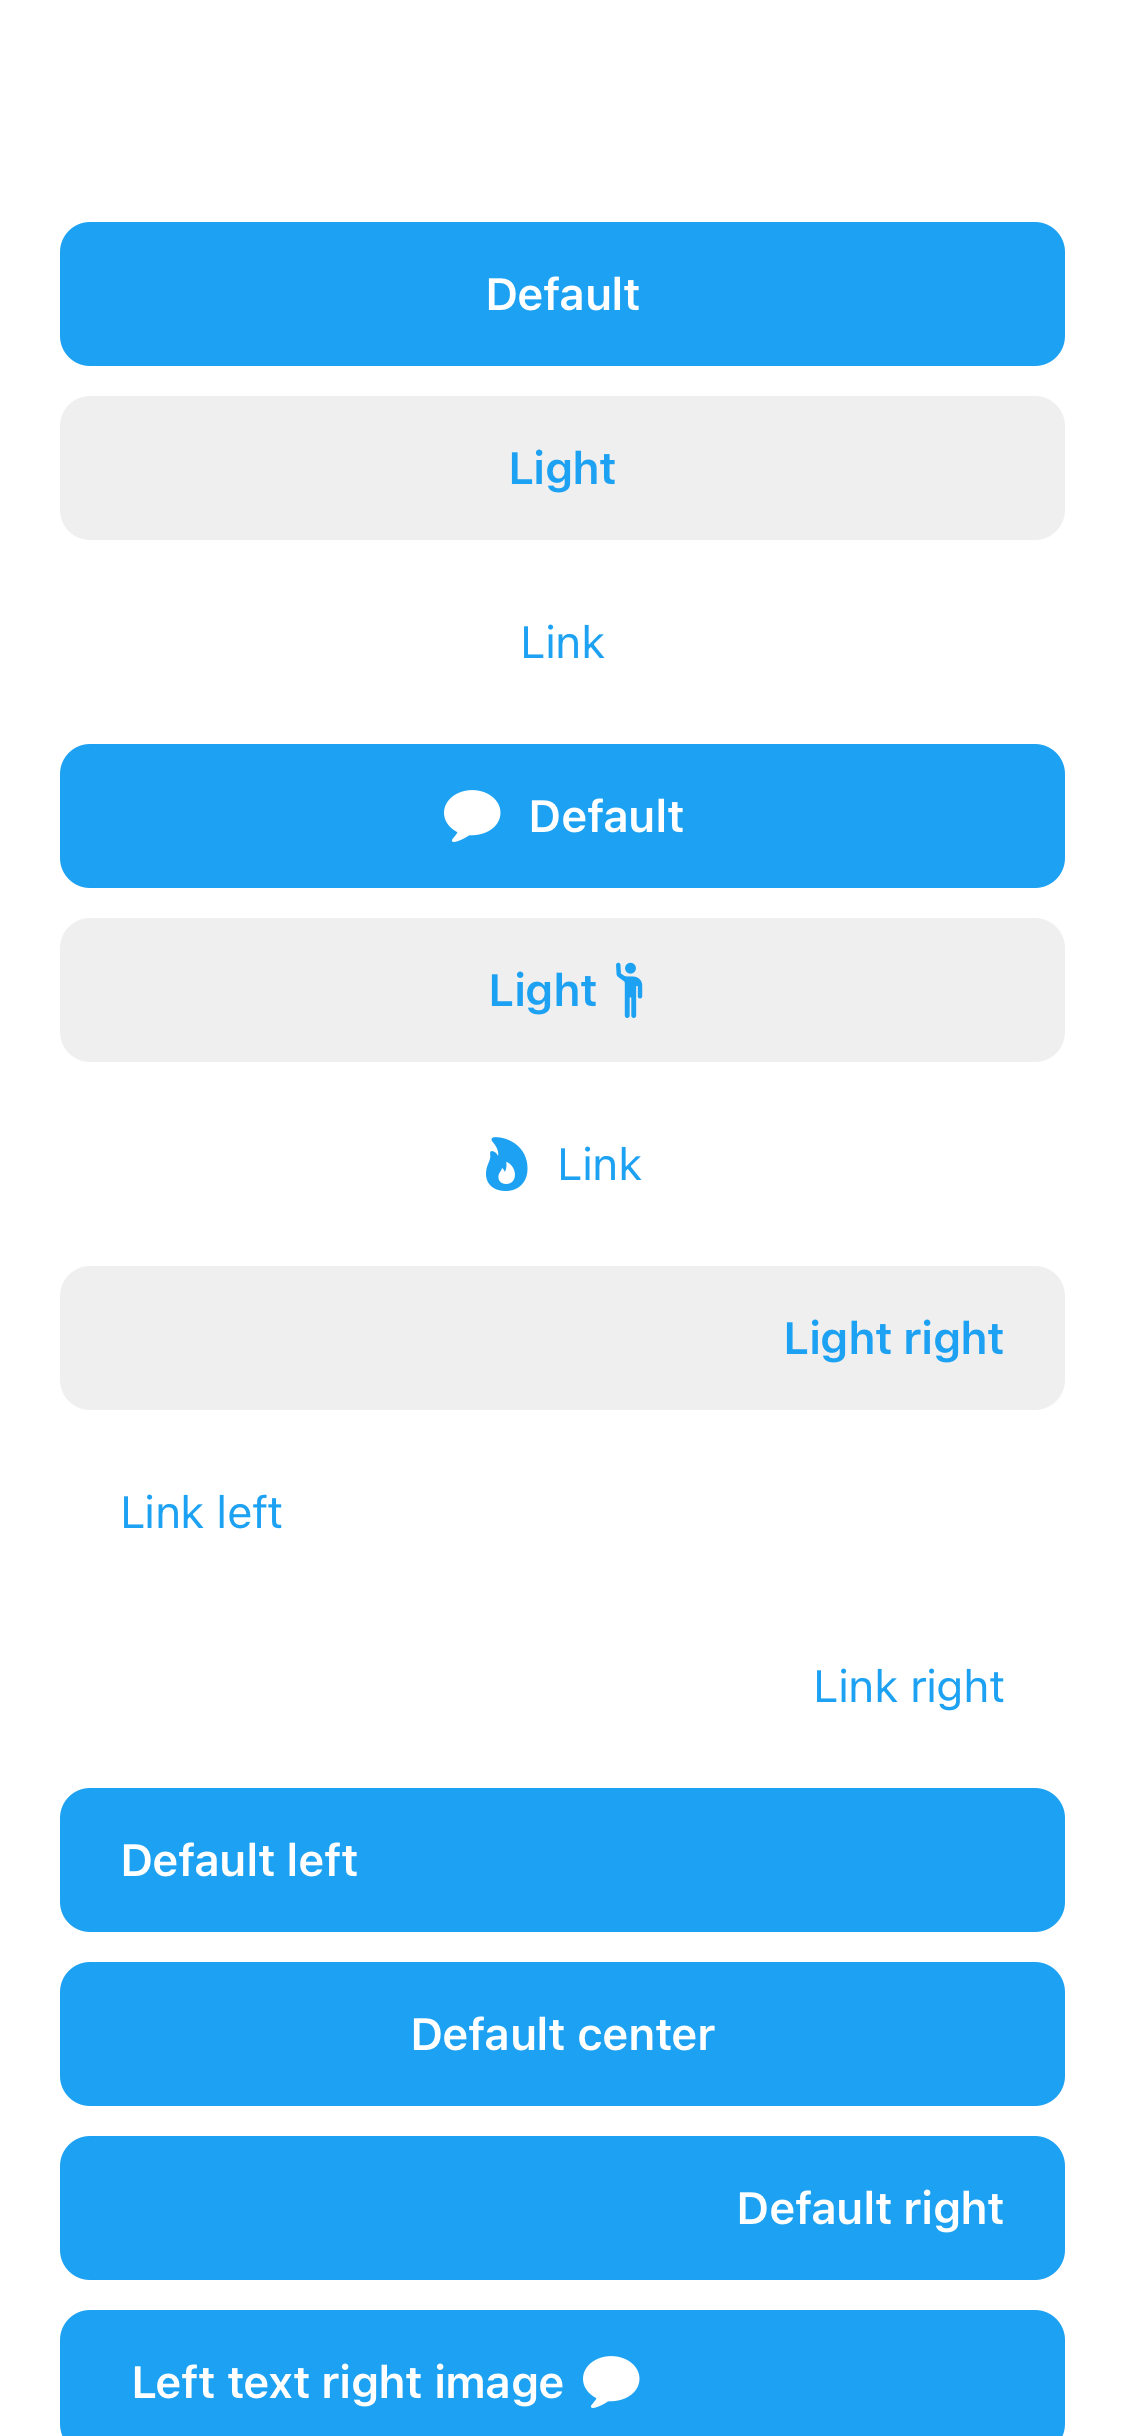 Default
Light
Link
Default
Light
Link
Light right
Link left
Link right
Default left
Default center
Default right
Left text right image